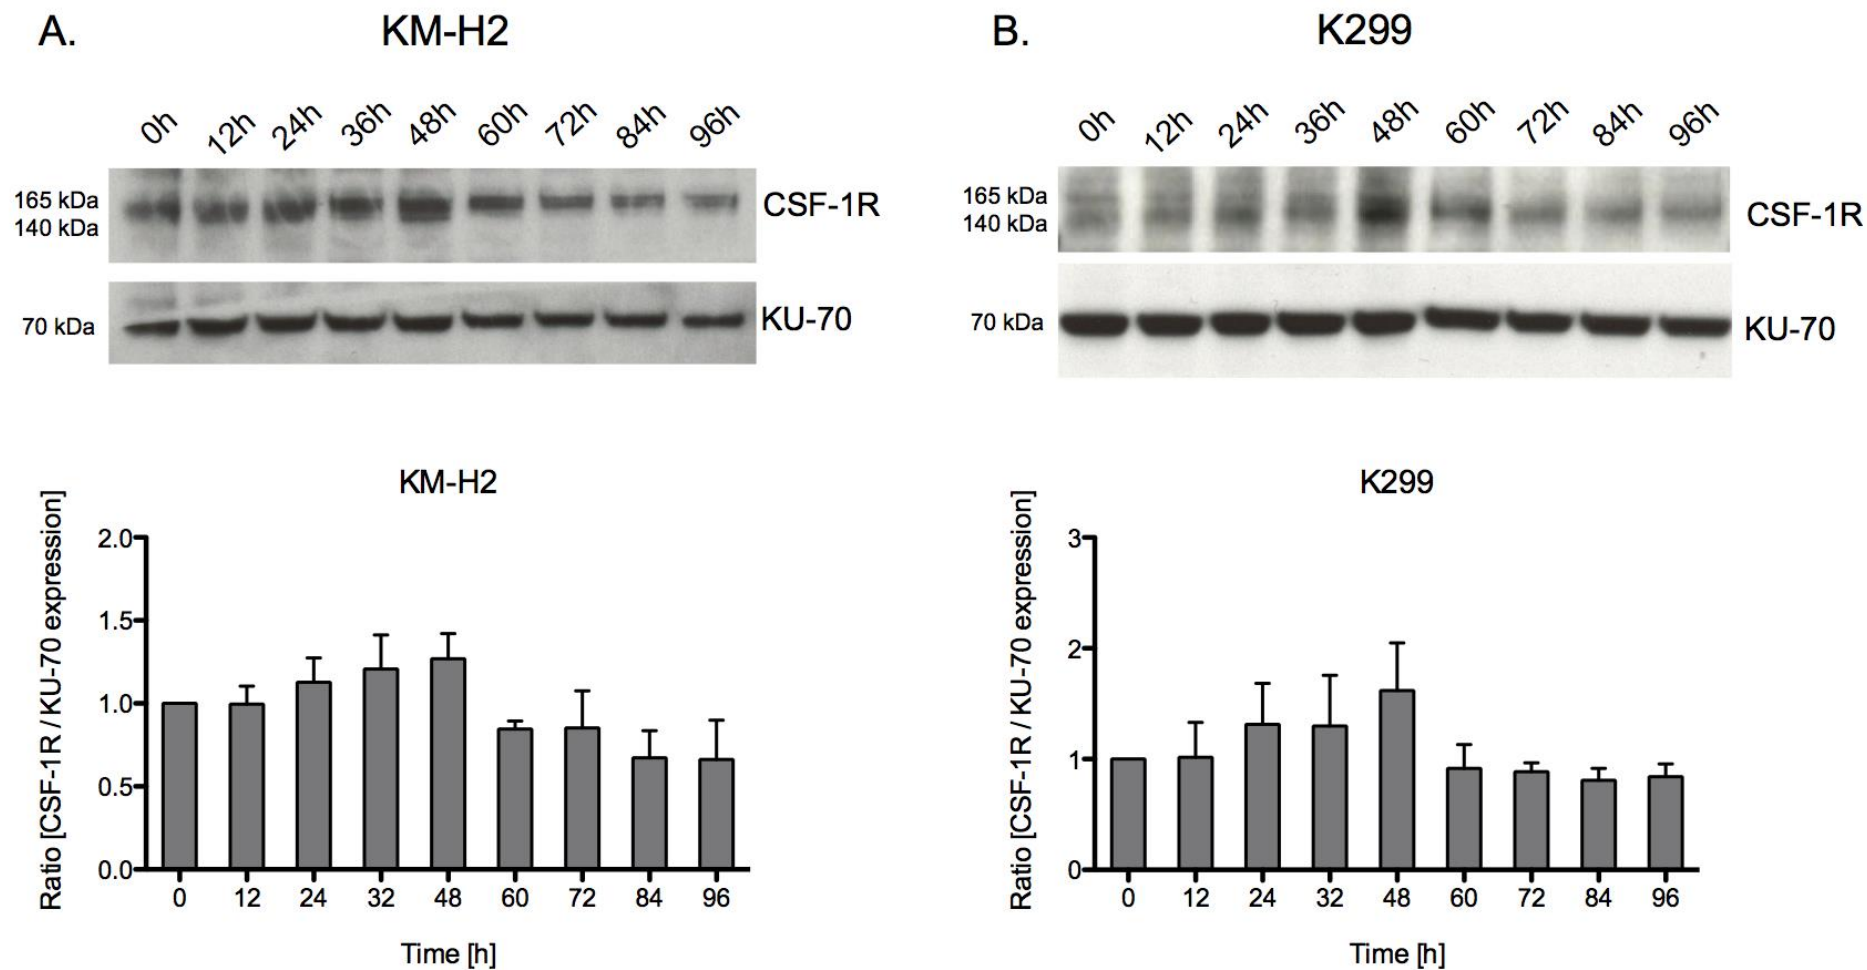 A.
KM-H2
0h 12h 24h 36h 48h 60h 72h 84h 96h
165 kDa
140 kDa
CSF-1R
70 kDa
KU-70
KM-H2
Ratio [CSF-1R / KU-70 expression]
2.0
1.5
1.0
0.5
0.0
0 12 24 32 48 60 72 84 96
Time [h]
B.
K299
0h 12h 24h 36h 48h 60h 72h 84h 96h
165 kDa
140 kDa
CSF-1R
70 kDa
KU-70
K299
Ratio [CSF-1R / KU-70 expression]
3
2
1
0
0 12 24 32 48 60 72 84 96
Time [h]